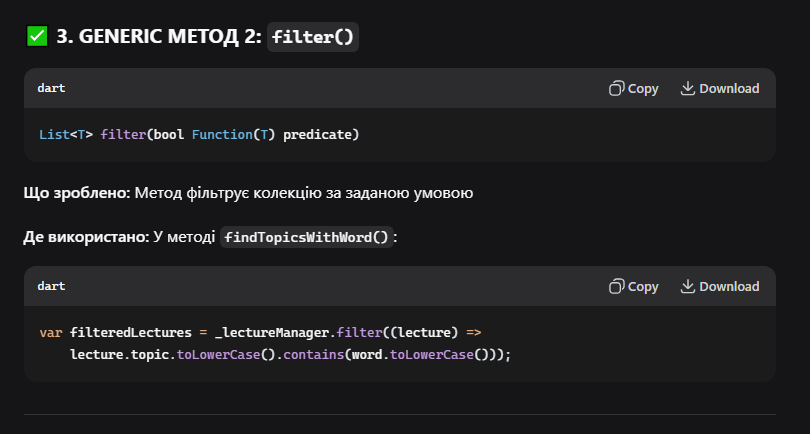 ✅ 3. GENERIC МЕТОД 2: filter()
dart
Copy
Download
List<T> filter(bool Function(T) predicate)
Що зроблено: Метод фільтрує колекцію за заданою умовою
Де використано: У методі findTopicsWithWord():
dart
Copy
Download
var filteredLectures = _lectureManager.filter((lecture) =>
    lecture.topic.toLowerCase().contains(word.toLowerCase()));